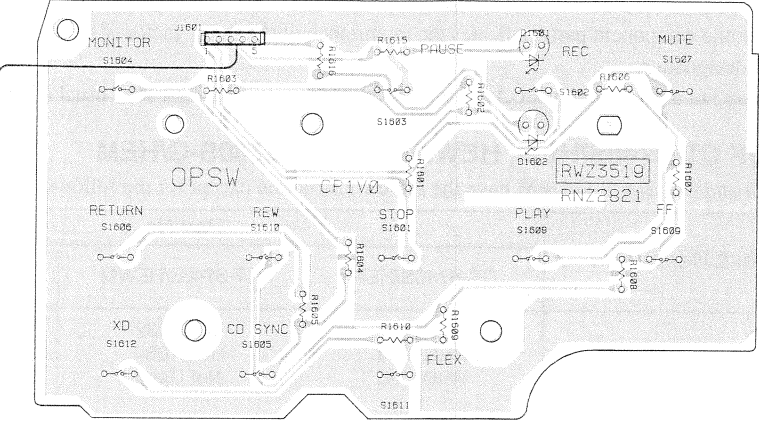 J1601
D1601
MONITOR
1
5
R1615
PAUSE
REC
MUTE
S1604
R1616
S1607
R1603
R1602
S1602
R1606
S1603
D1602
OPSW
CP1V0
R1601
RWZ3519
RNZ2821
R1607
RETURN
REW
STOP
PLAY
FF
S1606
S1610
S1601
S1608
S1609
R1604
R1608
R1605
XD
CD SYNC
R1610
R1609
S1612
S1605
FLEX
S1611